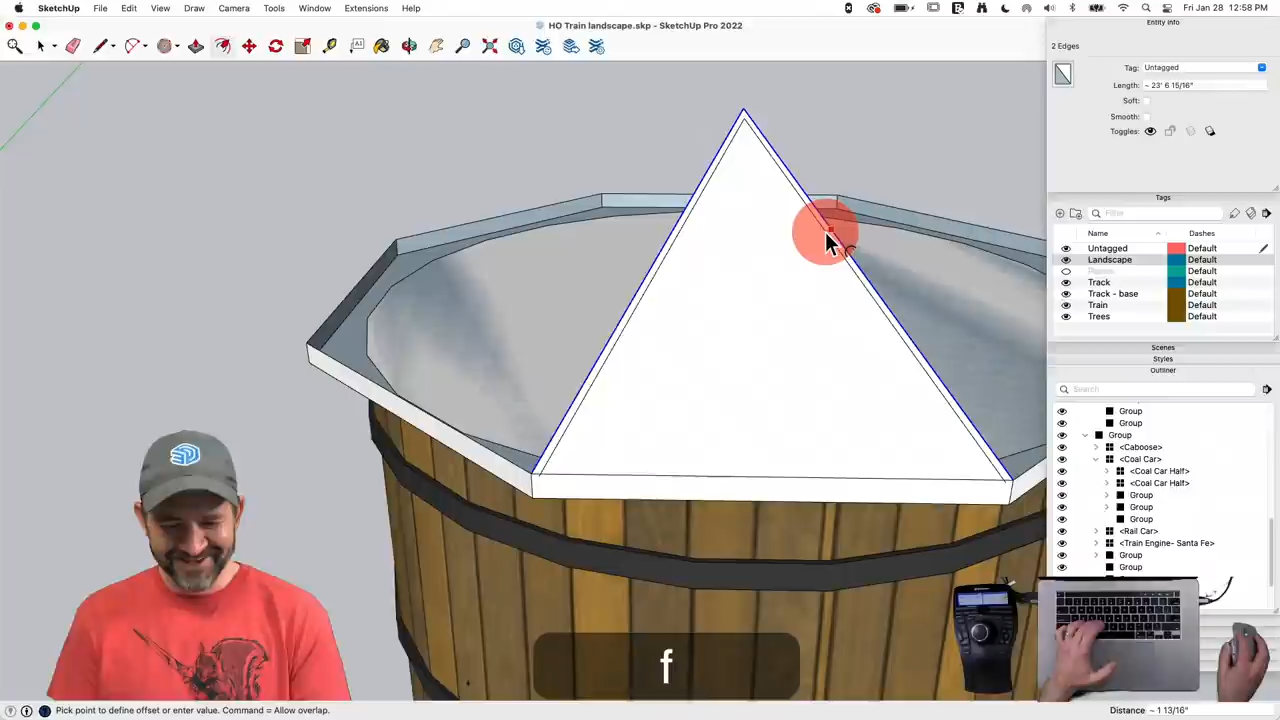 SketchUp File Edit View Draw Camera Tools Window Extensions Help
Fri Jan 28 12:58 PM
HO Train landscape.skp - SketchUp Pro 2022
Entity Info
2 Edges
Tag: Untagged
Length: ~ 23' 6 15/16"
Soft:
Smooth:
Toggles:
Tags
Filter
Name Dashes
Untagged Default
Landscape Default
Default
Track Default
Track - base Default
Train Default
Trees Default
Scenes
Styles
Outliner
Search
Group
Group
Group
<Caboose>
<Coal Car>
<Coal Car Half>
<Coal Car Half>
Group
Group
Group
<Rail Car>
<Train Engine- Santa Fe>
Group
Group
f
Pick point to define offset or enter value. Command = Allow overlap.
Distance ~ 1 13/16"